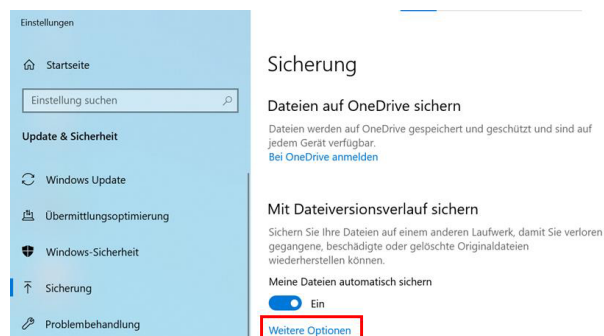 Einstellungen
Startseite
Einstellung suchen
Update & Sicherheit
Windows Update
Übermittlungsoptimierung
Windows-Sicherheit
Sicherung
Problembehandlung
Sicherung
Dateien auf OneDrive sichern
Dateien werden auf OneDrive gespeichert und geschützt und sind auf
jedem Gerät verfügbar.
Bei OneDrive anmelden
Mit Dateiversionsverlauf sichern
Sichern Sie Ihre Dateien auf einem anderen Laufwerk, damit Sie verloren
gegangene, beschädigte oder gelöschte Originaldateien
wiederherstellen können.
Meine Dateien automatisch sichern
Ein
Weitere Optionen